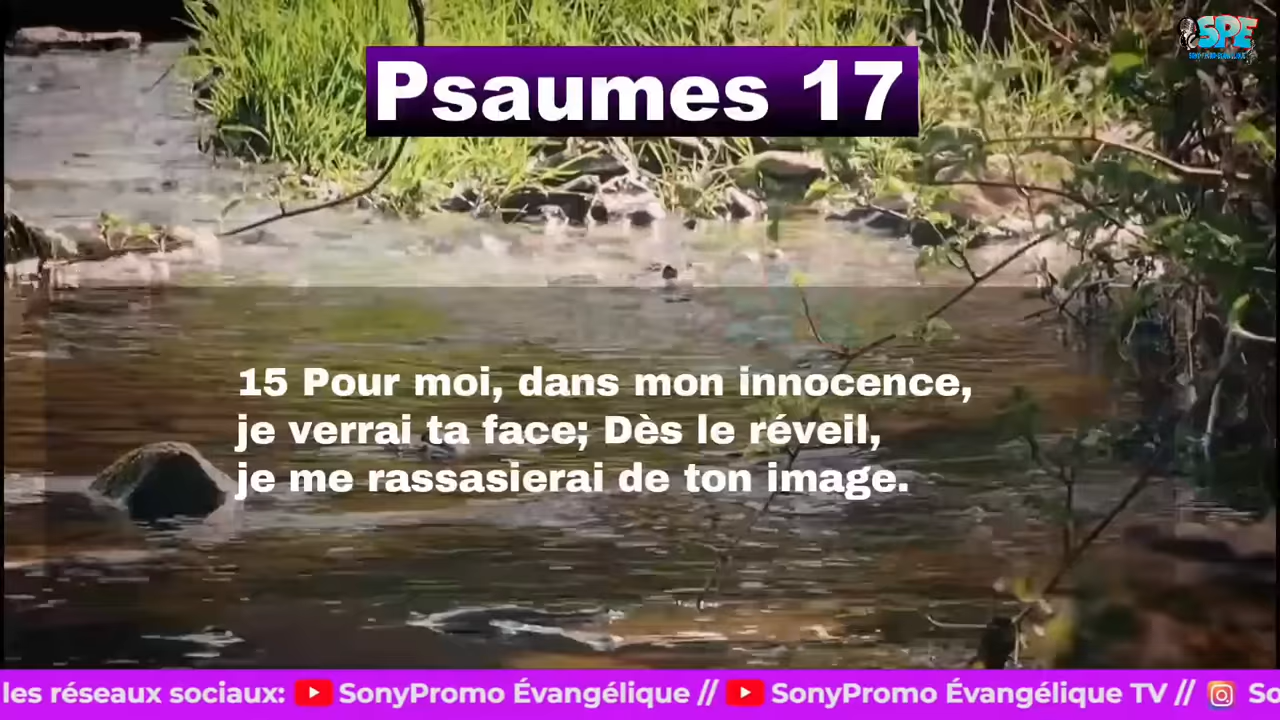 SPE
Psaumes 17
15 Pour moi, dans mon innocence,
je verrai ta face; Dès le réveil,
je me rassasierai de ton image.
les réseaux sociaux: SonyPromo Évangélique // SonyPromo Évangélique TV // So